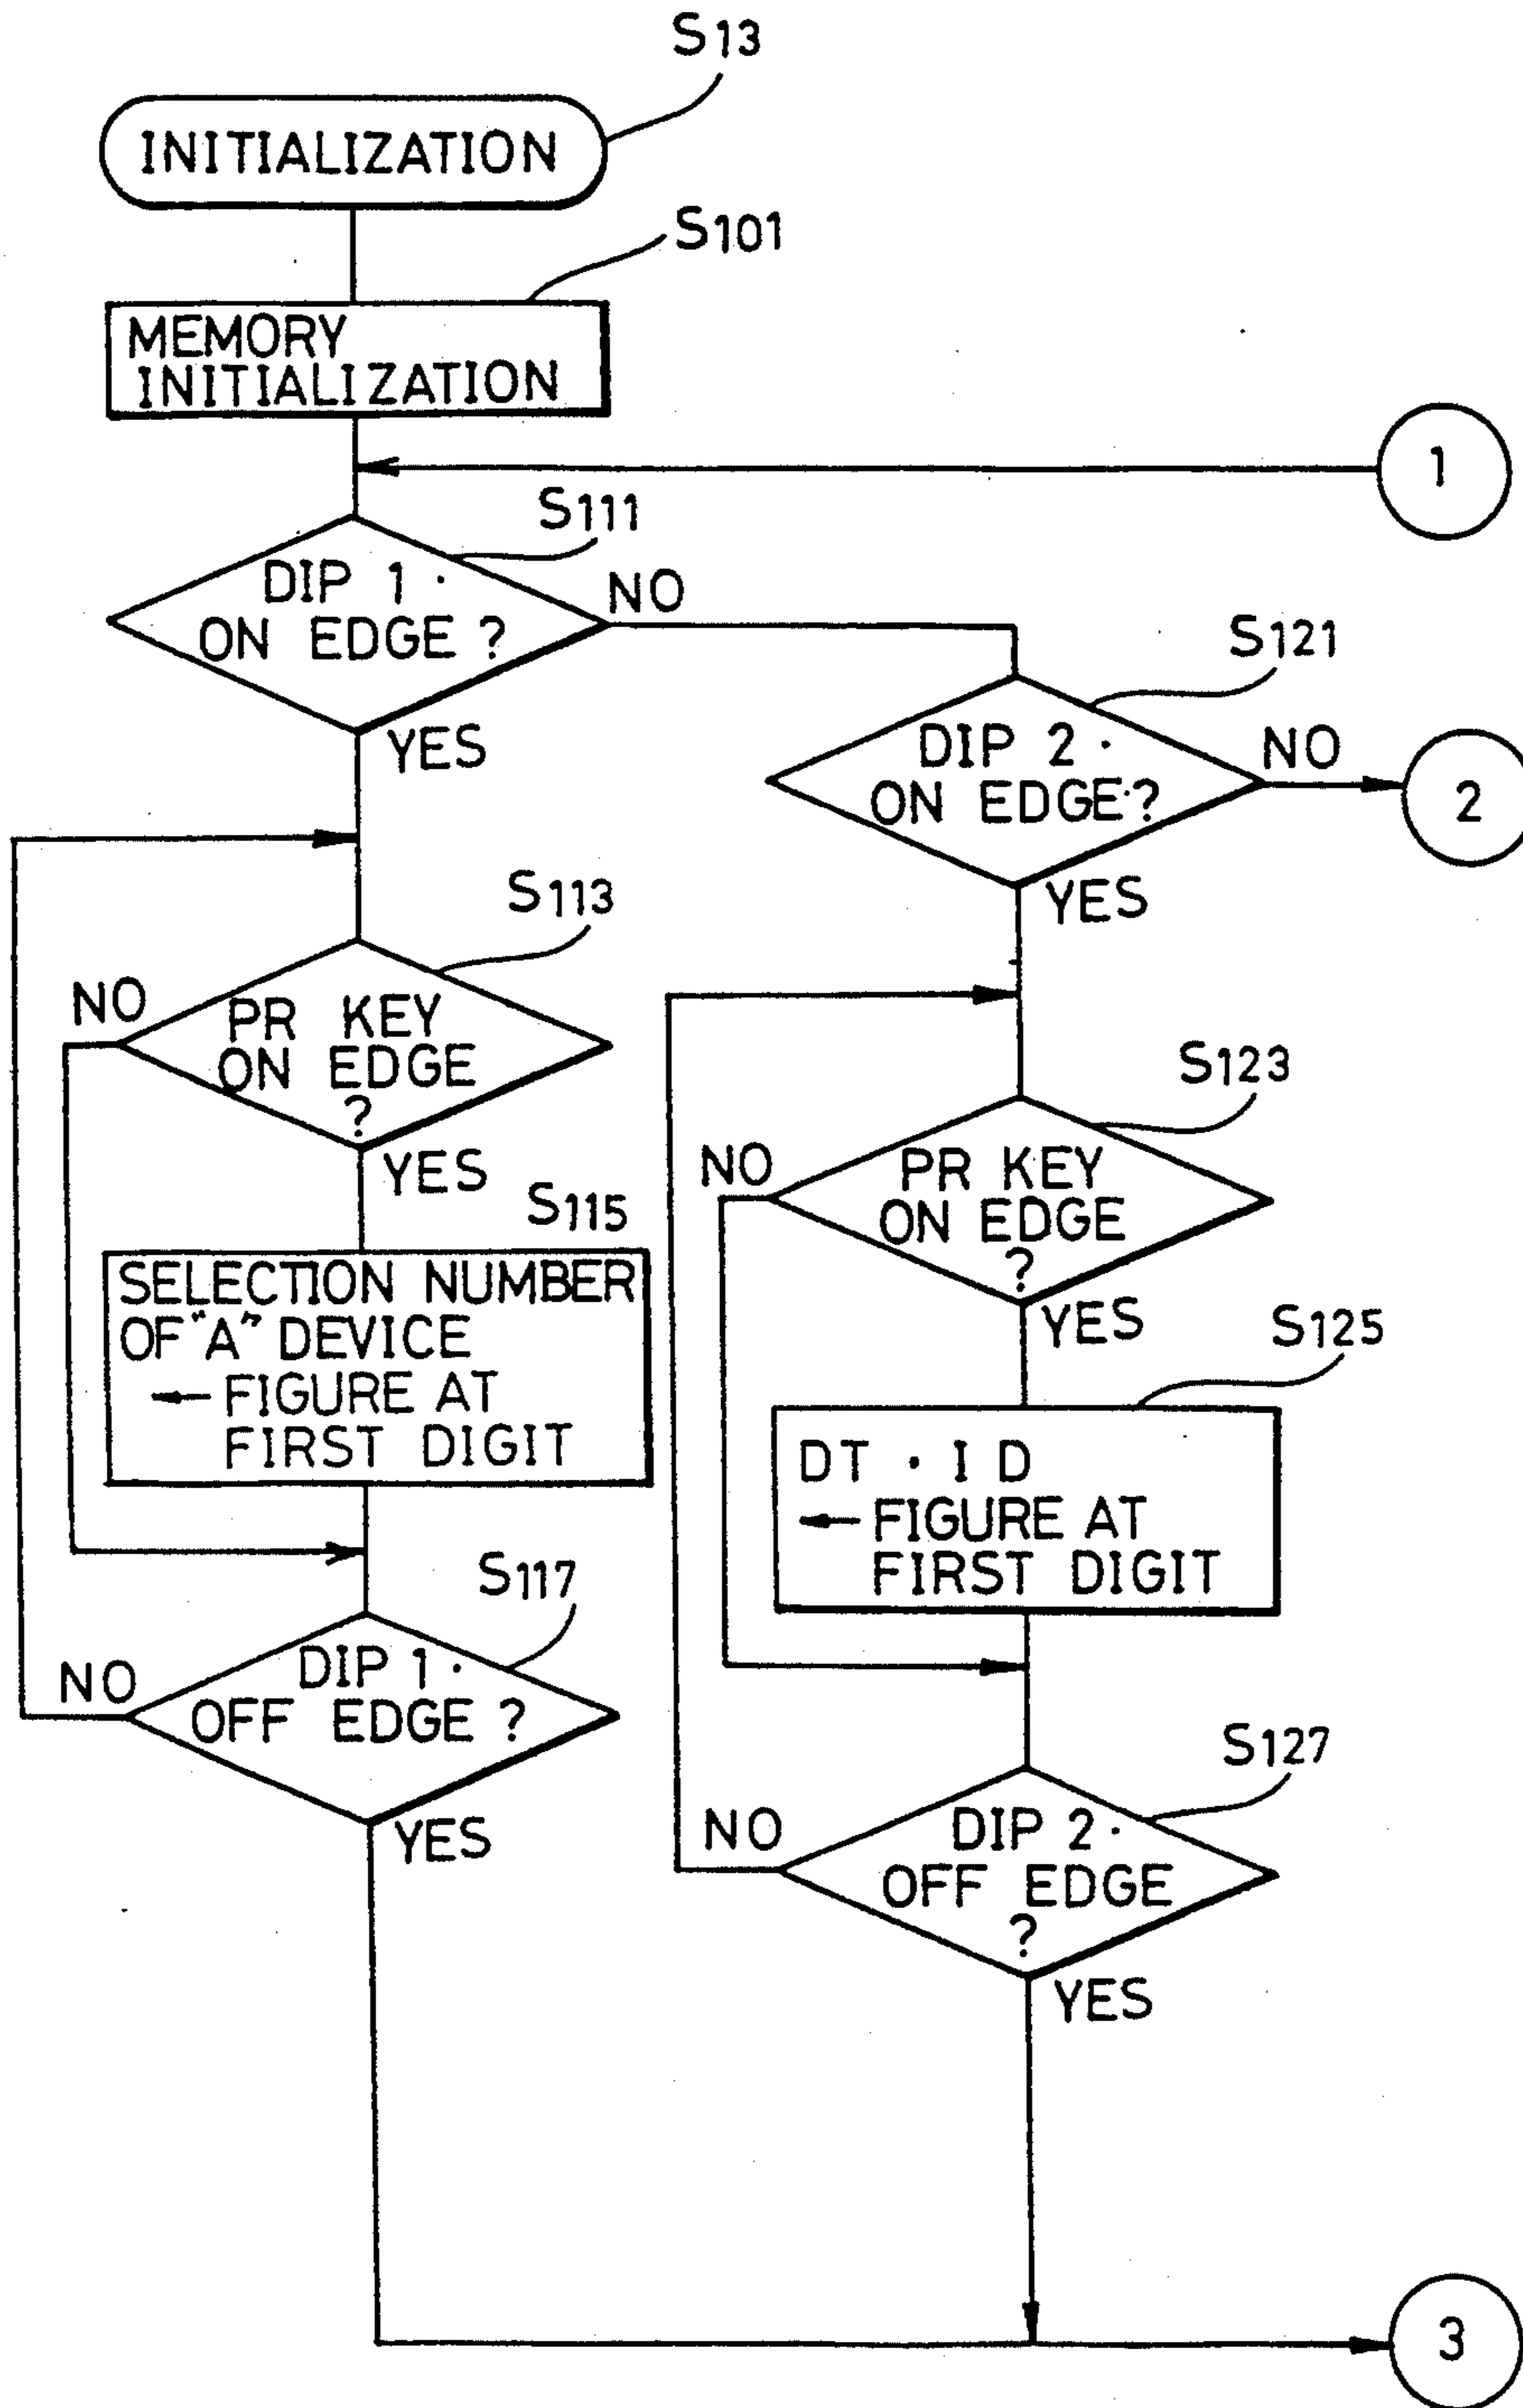 S13
INITIALIZATION
S101
MEMORY
INITIALIZATION
1
S111
DIP 1 ·
ON EDGE ?
NO
YES
S121
DIP 2 ·
ON EDGE ?
NO
2
YES
S113
NO
PR KEY
ON EDGE
?
YES
S115
SELECTION NUMBER
OF "A" DEVICE
← FIGURE AT
FIRST DIGIT
S117
NO
DIP 1 ·
OFF EDGE ?
YES
S123
NO
PR KEY
ON EDGE
?
YES
S125
DT · ID
← FIGURE AT
FIRST DIGIT
S127
NO
DIP 2 ·
OFF EDGE
?
YES
3